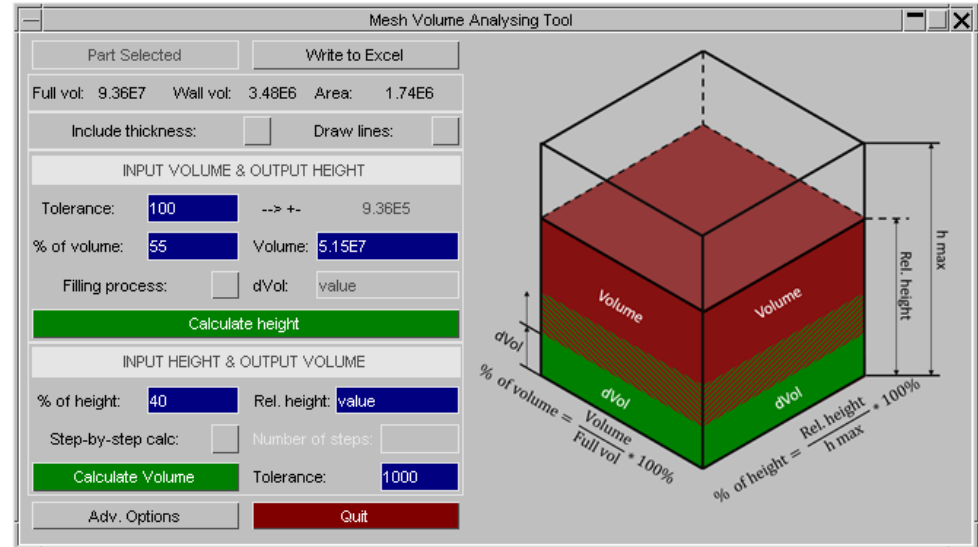 Mesh Volume Analysing Tool
Part Selected Write to Excel
Full vol: 9.36E7 Wall vol: 3.48E6 Area: 1.74E6
Include thickness: Draw lines:
INPUT VOLUME & OUTPUT HEIGHT
Tolerance: 100 --> +- 9.36E5
% of volume: 55 Volume: 5.15E7
Filling process: dVol: value
Calculate height
INPUT HEIGHT & OUTPUT VOLUME
% of height: 40 Rel. height: value
Step-by-step calc: Number of steps:
Calculate Volume Tolerance: 1000
Adv. Options Quit
h max
Rel. height
Volume Volume
dVol
dVol dVol
% of volume = Volume / Full vol * 100%
% of height = Rel. height / h max * 100%